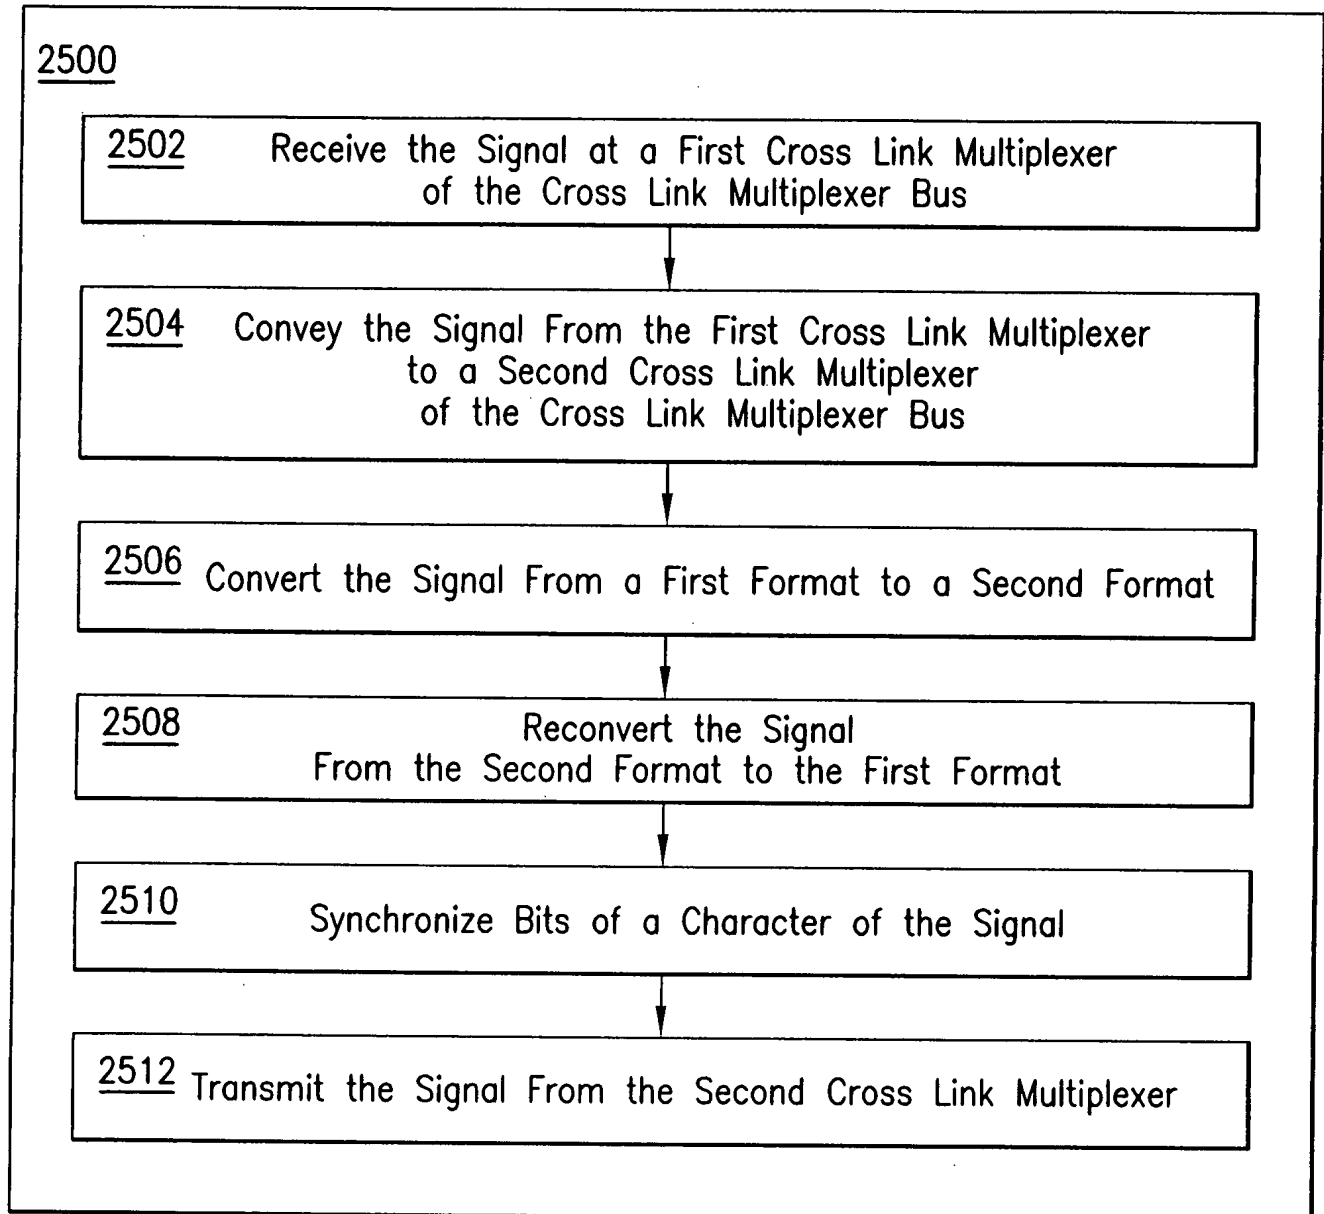 2500
2502 Receive the Signal at a First Cross Link Multiplexer
of the Cross Link Multiplexer Bus
2504 Convey the Signal From the First Cross Link Multiplexer
to a Second Cross Link Multiplexer
of the Cross Link Multiplexer Bus
2506 Convert the Signal From a First Format to a Second Format
2508 Reconvert the Signal
From the Second Format to the First Format
2510 Synchronize Bits of a Character of the Signal
2512 Transmit the Signal From the Second Cross Link Multiplexer